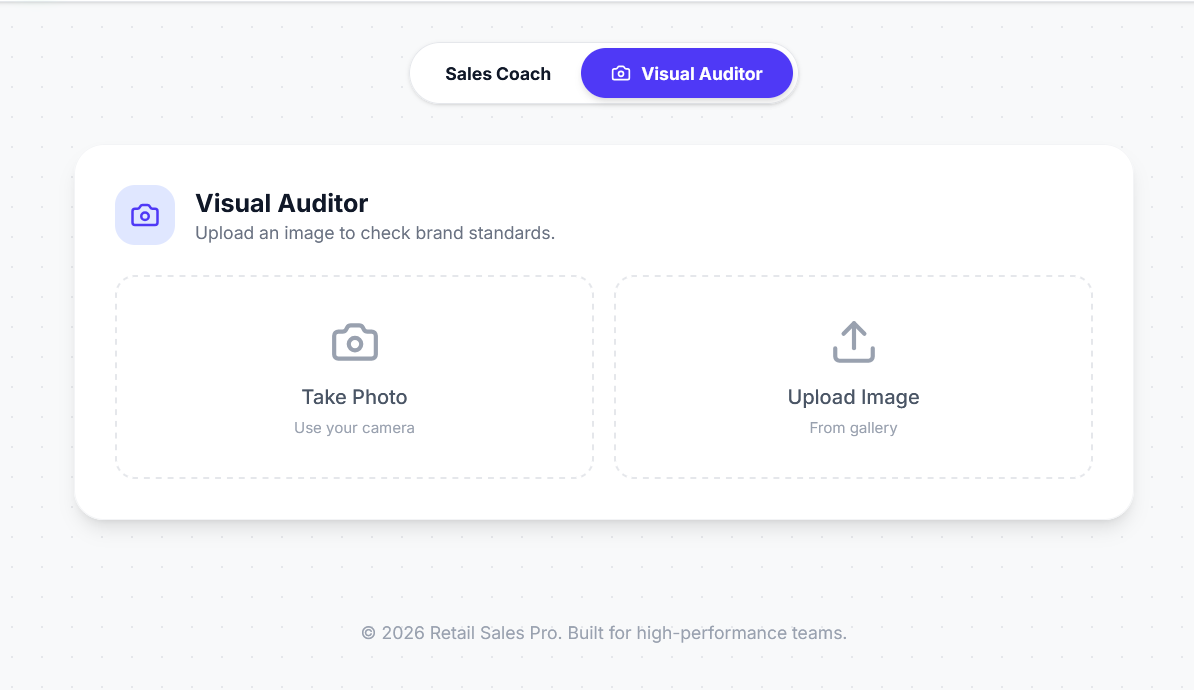 Sales Coach
Visual Auditor
Visual Auditor
Upload an image to check brand standards.
Take Photo
Use your camera
Upload Image
From gallery
© 2026 Retail Sales Pro. Built for high-performance teams.